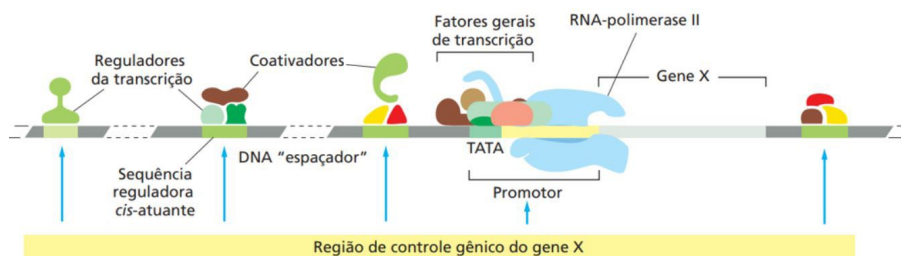 Reguladores
da transcrição
Coativadores
Fatores gerais
de transcrição
RNA-polimerase II
Gene X
Sequência
reguladora
cis-atuante
DNA “espaçador”
TATA
Promotor
Região de controle gênico do gene X